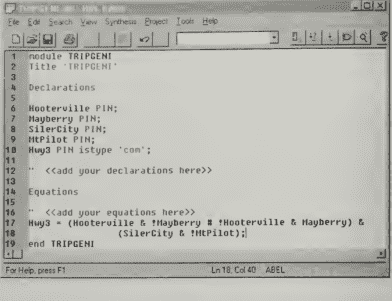 File Edit Search View Synthesis Project Tools Help
1 module TRIPGENI
2 Title 'TRIPGENI'
3
4 Declarations
5
6 Hooterville PIN;
7 Mayberry PIN;
8 SilerCity PIN;
9 MtPilot PIN;
10 Hwy3 PIN istype 'com';
11
12 " <<add your declarations here>>
13
14 Equations
15
16 " <<add your equations here>>
17 Hwy3 = (Hooterville & !Mayberry # !Hooterville & Mayberry) &
18 (SilerCity & !MtPilot);
19 end TRIPGENI
For Help, press F1
Ln 18, Col 40 ABEL